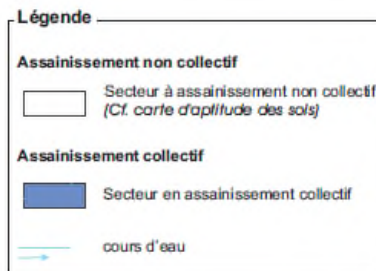 Légende
Assainissement non collectif
Secteur à assainissement non collectif
(Cf. carte d'aptitude des sols)
Assainissement collectif
Secteur en assainissement collectif
cours d'eau